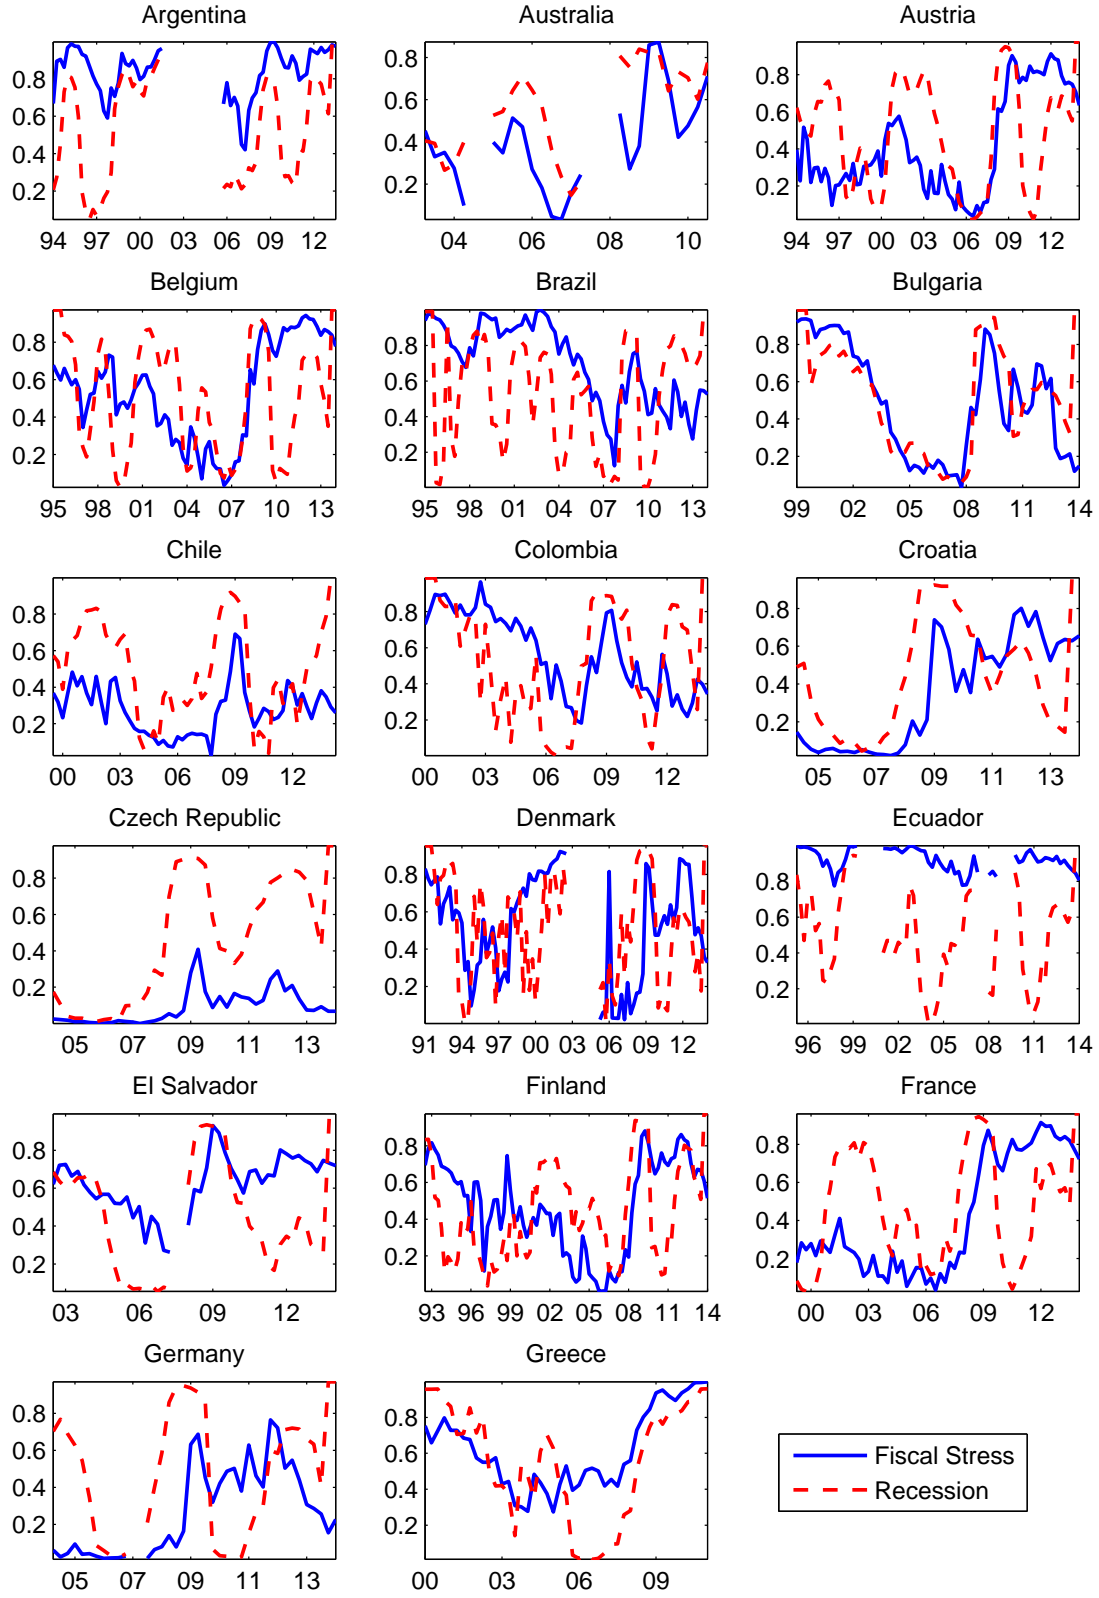 Argentina Australia Austria
0.8 0.8 0.8
0.6 0.6 0.6
0.4 0.4 0.4
0.2 0.2 0.2
94 97 00 03 06 09 12 04 06 08 10 94 97 00 03 06 09 12
Belgium Brazil Bulgaria
0.8 0.8 0.8
0.6 0.6 0.6
0.4 0.4 0.4
0.2 0.2 0.2
95 98 01 04 07 10 13 95 98 01 04 07 10 13 99 02 05 08 11 14
Chile Colombia Croatia
0.8 0.8 0.8
0.6 0.6 0.6
0.4 0.4 0.4
0.2 0.2 0.2
00 03 06 09 12 00 03 06 09 12 05 07 09 11 13
Czech Republic Denmark Ecuador
0.8 0.8 0.8
0.6 0.6 0.6
0.4 0.4 0.4
0.2 0.2 0.2
05 07 09 11 13 91 94 97 00 03 06 09 12 96 99 02 05 08 11 14
El Salvador Finland France
0.8 0.8 0.8
0.6 0.6 0.6
0.4 0.4 0.4
0.2 0.2 0.2
03 06 09 12 93 96 99 02 05 08 11 14 00 03 06 09 12
Germany Greece
0.8 0.8
0.6 0.6
0.4 0.4
0.2 0.2
05 07 09 11 13 00 03 06 09
Fiscal Stress
Recession